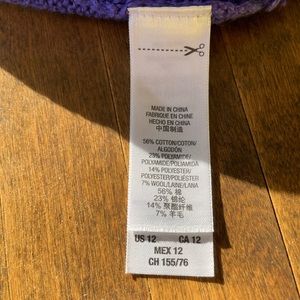 MADE IN CHINA
FABRIQUE EN CHINE
HECHO EN CHINA
中国制造
56% COTTON/COTON/
ALGODÓN
23% POLYAMIDE/
POLYAMIDE/POLIAMIDA
14% POLYESTER/
POLYESTER/POLIÉSTER
7% WOOL/LAINE/LANA
56% 棉
23% 锦纶
14% 聚酯纤维
7% 羊毛
US 12 CA 12
MEX 12
CH 155/76